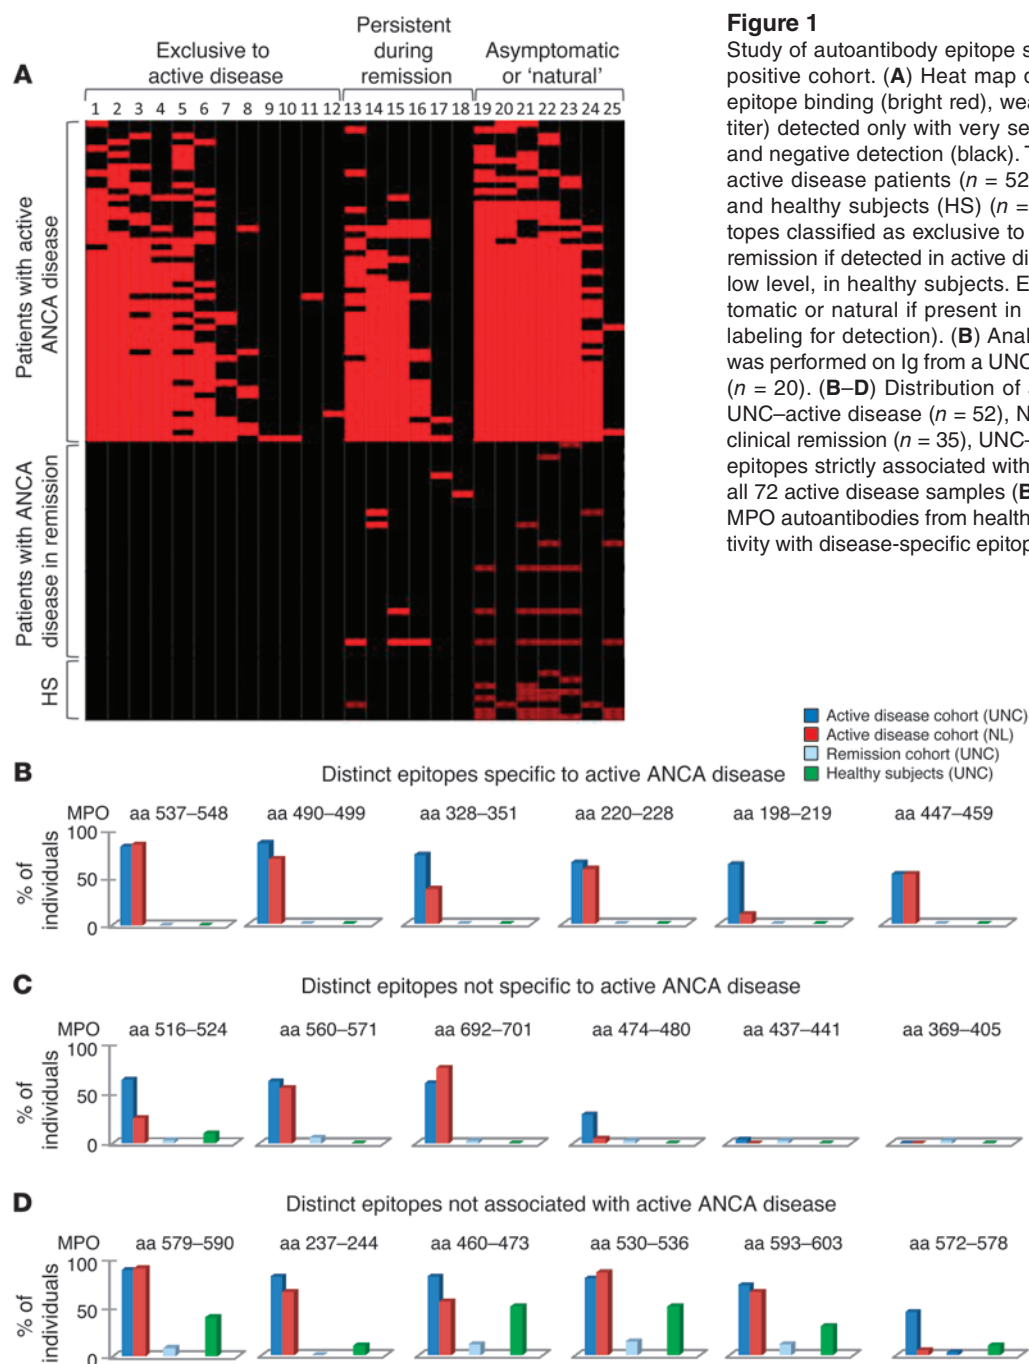 Figure 1
Study of autoantibody epitope s
positive cohort. (A) Heat map o
epitope binding (bright red), wea
titer) detected only with very se
and negative detection (black). T
active disease patients (n = 52
and healthy subjects (HS) (n =
topes classified as exclusive to
remission if detected in active di
low level, in healthy subjects. E
tomatic or natural if present in
labeling for detection). (B) Anal
was performed on Ig from a UNC
(n = 20). (B–D) Distribution of
UNC–active disease (n = 52), N
clinical remission (n = 35), UNC–
epitopes strictly associated with
all 72 active disease samples (B
MPO autoantibodies from health
tivity with disease-specific epitop
A
Exclusive to
active disease
Persistent
during
remission
Asymptomatic
or 'natural'
1 2 3 4 5 6 7 8 9 10 11 12 13 14 15 16 17 18 19 20 21 22 23 24 25
Patients with active
ANCA disease
Patients with ANCA
disease in remission
HS
Active disease cohort (UNC)
Active disease cohort (NL)
Remission cohort (UNC)
Healthy subjects (UNC)
B
Distinct epitopes specific to active ANCA disease
MPO aa 537–548 aa 490–499 aa 328–351 aa 220–228 aa 198–219 aa 447–459
% of
individuals
100
50
0
C
Distinct epitopes not specific to active ANCA disease
MPO aa 516–524 aa 560–571 aa 692–701 aa 474–480 aa 437–441 aa 369–405
% of
individuals
100
50
0
D
Distinct epitopes not associated with active ANCA disease
MPO aa 579–590 aa 237–244 aa 460–473 aa 530–536 aa 593–603 aa 572–578
% of
individuals
100
50
0